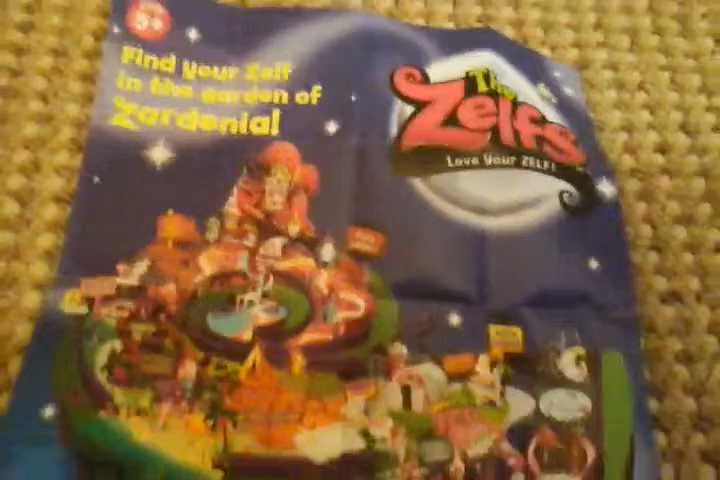 5+
Find your Zelf
in the garden of
Zardenia!
The
Zelfs
Love Your ZELF!